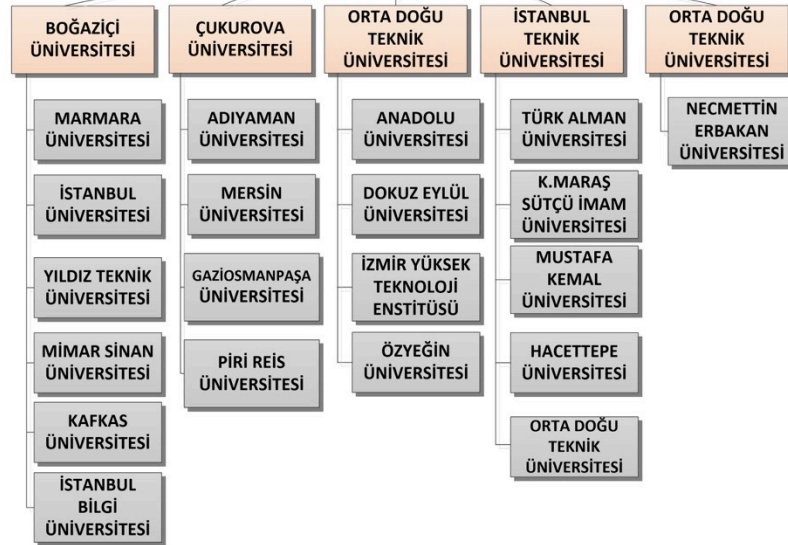 BOĞAZİÇİ
ÜNİVERSİTESİ
MARMARA
ÜNİVERSİTESİ
İSTANBUL
ÜNİVERSİTESİ
YILDIZ TEKNİK
ÜNİVERSİTESİ
MİMAR SİNAN
ÜNİVERSİTESİ
KAFKAS
ÜNİVERSİTESİ
İSTANBUL
BİLGİ
ÜNİVERSİTESİ
ÇUKUROVA
ÜNİVERSİTESİ
ADIYAMAN
ÜNİVERSİTESİ
MERSİN
ÜNİVERSİTESİ
GAZİOSMANPAŞA
ÜNİVERSİTESİ
PİRİ REİS
ÜNİVERSİTESİ
ORTA DOĞU
TEKNİK
ÜNİVERSİTESİ
ANADOLU
ÜNİVERSİTESİ
DOKUZ EYLÜL
ÜNİVERSİTESİ
İZMİR YÜKSEK
TEKNOLOJİ
ENSTİTÜSÜ
ÖZYEĞİN
ÜNİVERSİTESİ
İSTANBUL
TEKNİK
ÜNİVERSİTESİ
TÜRK ALMAN
ÜNİVERSİTESİ
K.MARAŞ
SÜTÇÜ İMAM
ÜNİVERSİTESİ
MUSTAFA
KEMAL
ÜNİVERSİTESİ
HACETTEPE
ÜNİVERSİTESİ
ORTA DOĞU
TEKNİK
ÜNİVERSİTESİ
ORTA DOĞU
TEKNİK
ÜNİVERSİTESİ
NECMETTİN
ERBAKAN
ÜNİVERSİTESİ